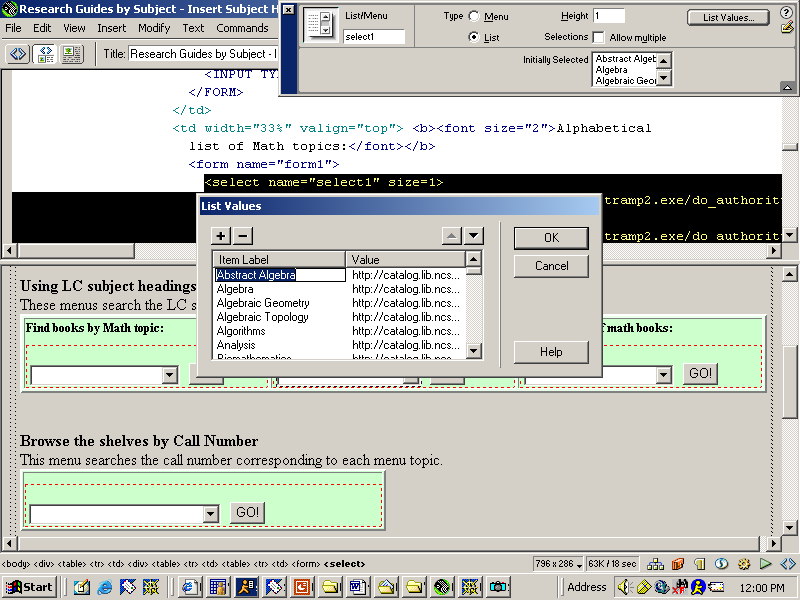 Research Guides by Subject - Insert Subject H
File Edit View Insert Modify Text Commands
Title: Research Guides by Subject - I
List/Menu
select1
Type Menu
List
Height 1
Selections Allow multiple
List Values...
Initially Selected
Abstract Algeb
Algebra
Algebraic Geo
<INPUT TYP
</FORM>
</td>
<td width="33%" valign="top"> <b><font size="2">Alphabetical
list of Math topics:</font></b>
<form name="form1">
<select name="select1" size=1>
tramp2.exe/do_authorit
tramp2.exe/do_authorit
List Values
Item Label Value
Abstract Algebra http://catalog.lib.ncs...
Algebra http://catalog.lib.ncs...
Algebraic Geometry http://catalog.lib.ncs...
Algebraic Topology http://catalog.lib.ncs...
Algorithms http://catalog.lib.ncs...
Analysis http://catalog.lib.ncs...
Biomathematics http://catalog.lib.ncs...
OK
Cancel
Help
Using LC subject headings
These menus search the LC s
Find books by Math topic:
f math books:
GO!
Browse the shelves by Call Number
This menu searches the call number corresponding to each menu topic.
GO!
<body> <div> <table> <tr> <td> <div> <table> <tr> <td> <table> <tr> <td> <form> <select>
796 x 286 63K / 18 sec
Start
Address
12:00 PM